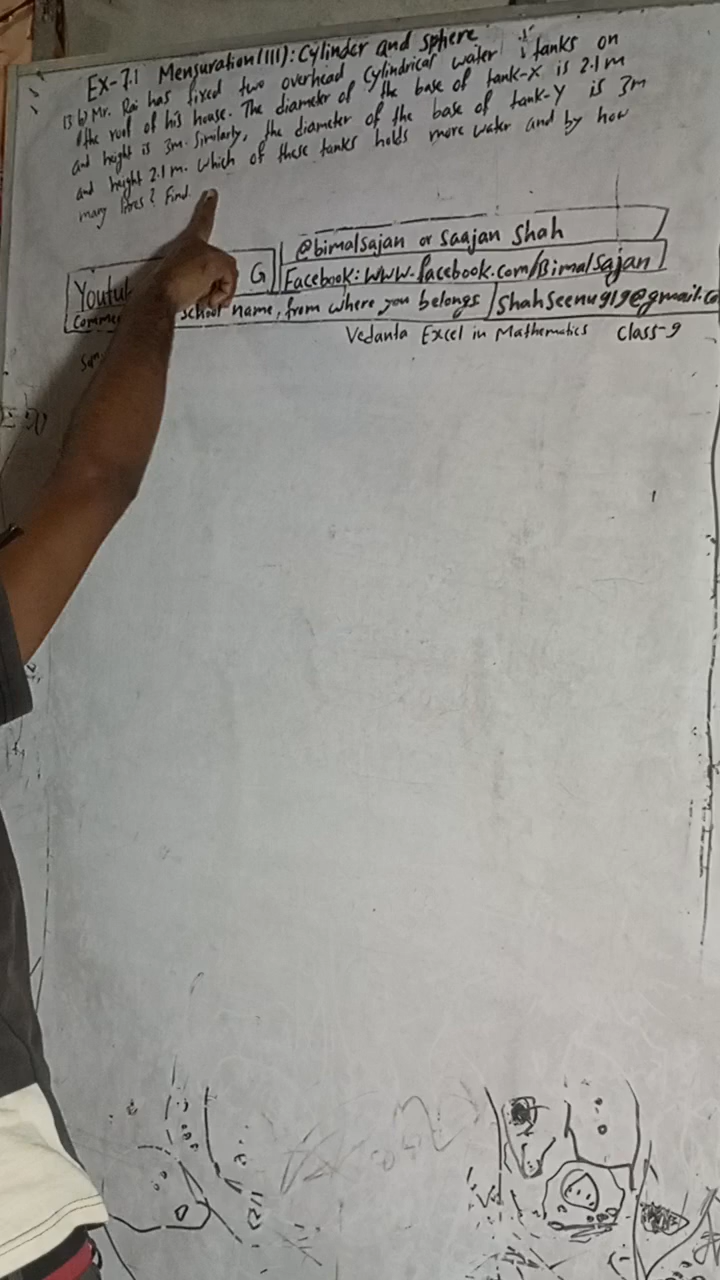 Ex-7.1 Mensuration(III): Cylinder and sphere
13 b) Mr. Rai has fixed two overhead cylindrical water tanks on
the roof of his house. The diameter of the base of tank-X is 2.1m
and height is 3m. Similarly, the diameter of the base of tank-Y is 3m
and height 2.1m. Which of these tanks holds more water and by how
many litres? Find.
@bimalsajan or Saajan Shah
G Facebook: www.facebook.com/Bimalsajan
school name, from where you belongs / Shahseenu919@gmail.co
Vedanta Excel in Mathematics Class-9